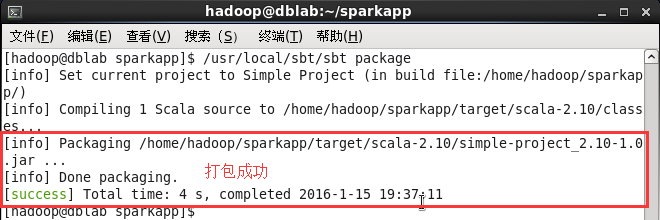 hadoop@dblab:~/sparkapp
文件(F) 编辑(E) 查看(V) 搜索 (S) 终端(T) 帮助(H)
[hadoop@dblab sparkapp]$ /usr/local/sbt/sbt package
[info] Set current project to Simple Project (in build file:/home/hadoop/sparkap
p/)
[info] Compiling 1 Scala source to /home/hadoop/sparkapp/target/scala-2.10/class
es...
[info] Packaging /home/hadoop/sparkapp/target/scala-2.10/simple-project_2.10-1.0
.jar ...
[info] Done packaging.
打包成功
[success] Total time: 4 s, completed 2016-1-15 19:37:11
[hadoop@dblab sparkapp]$